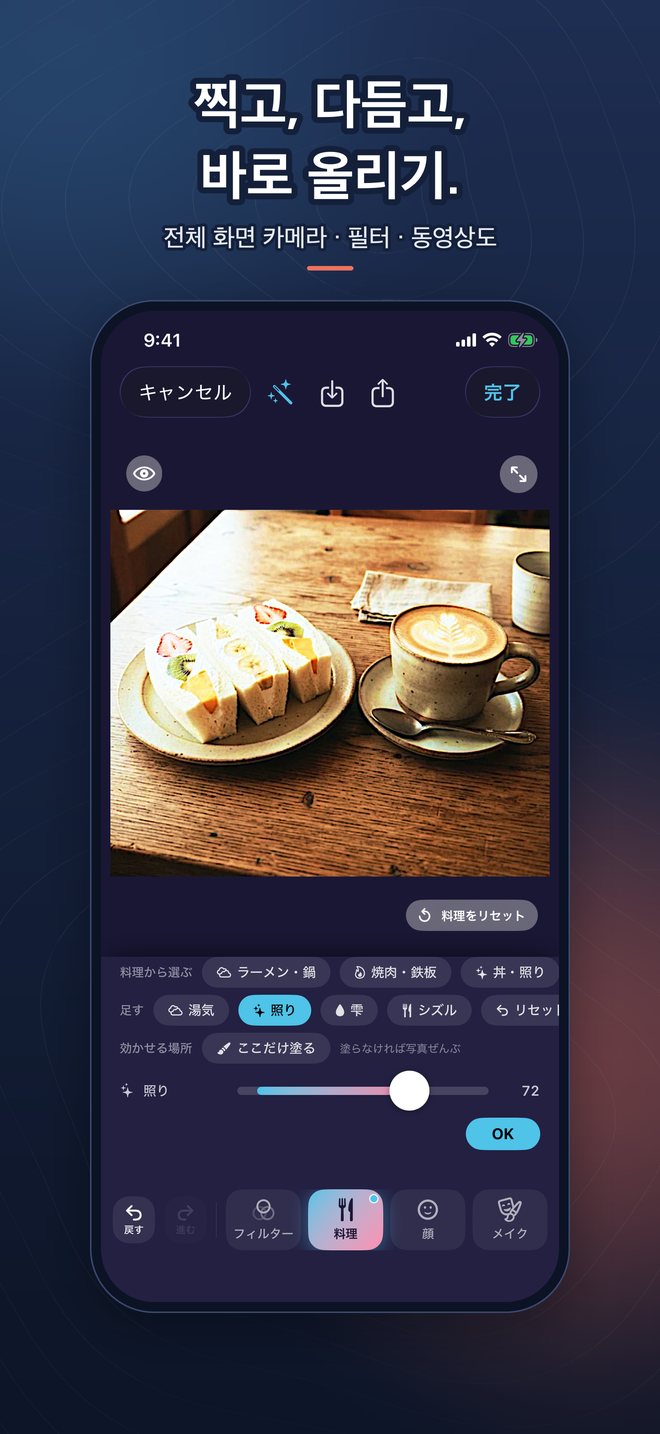 찍고, 다듬고,
바로 올리기.
전체 화면 카메라 · 필터 · 동영상도
9:41
キャンセル
完了
料理をリセット
料理から選ぶ ラーメン・鍋 焼肉・鉄板 丼・照り
足す 湯気 照り 雫 シズル リセット
効かせる場所 ここだけ塗る 塗らなければ写真ぜんぶ
照り 72
OK
戻す 進む フィルター 料理 顔 メイク